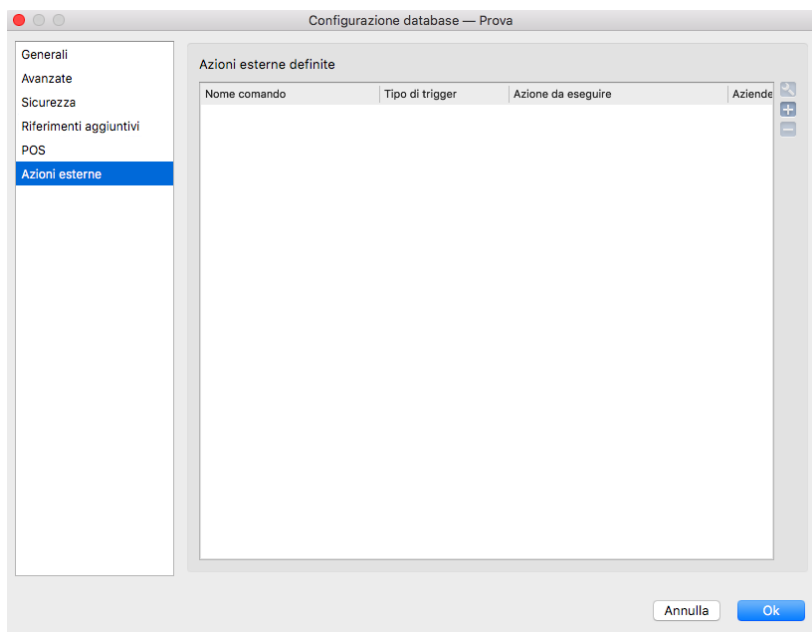 Configurazione database — Prova
Generali
Avanzate
Sicurezza
Riferimenti aggiuntivi
POS
Azioni esterne
Azioni esterne definite
Nome comando Tipo di trigger Azione da eseguire Aziende
Annulla Ok